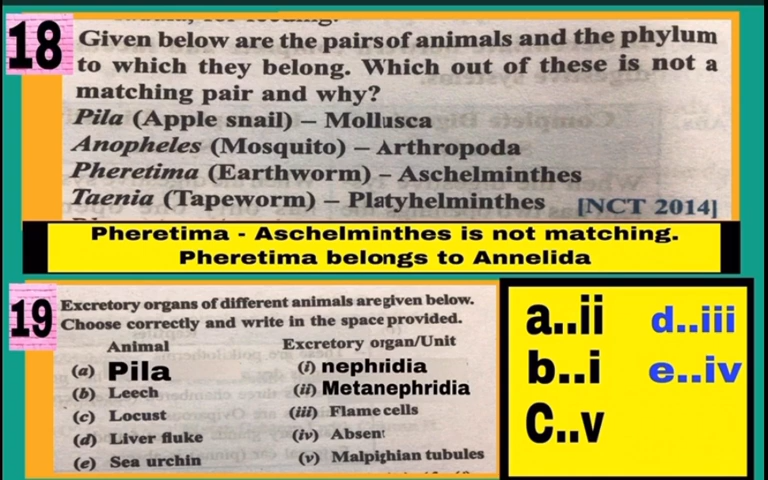 18
Given below are the pairsof animals and the phylum
to which they belong. Which out of these is not a
matching pair and why?
Pila (Apple snail) – Mollusca
Anopheles (Mosquito) – Arthropoda
Pheretima (Earthworm) – Aschelminthes
Taenia (Tapeworm) – Platyhelminthes [NCT 2014]
Pheretima - Aschelminthes is not matching.
Pheretima belongs to Annelida
19
Excretory organs of different animals are given below.
Choose correctly and write in the space provided.
Animal Excretory organ/Unit
(a) Pila (i) nephridia
(b) Leech (ii) Metanephridia
(c) Locust (iii) Flame cells
(d) Liver fluke (iv) Absent
(e) Sea urchin (v) Malpighian tubules
a..ii d..iii
b..i e..iv
C..v